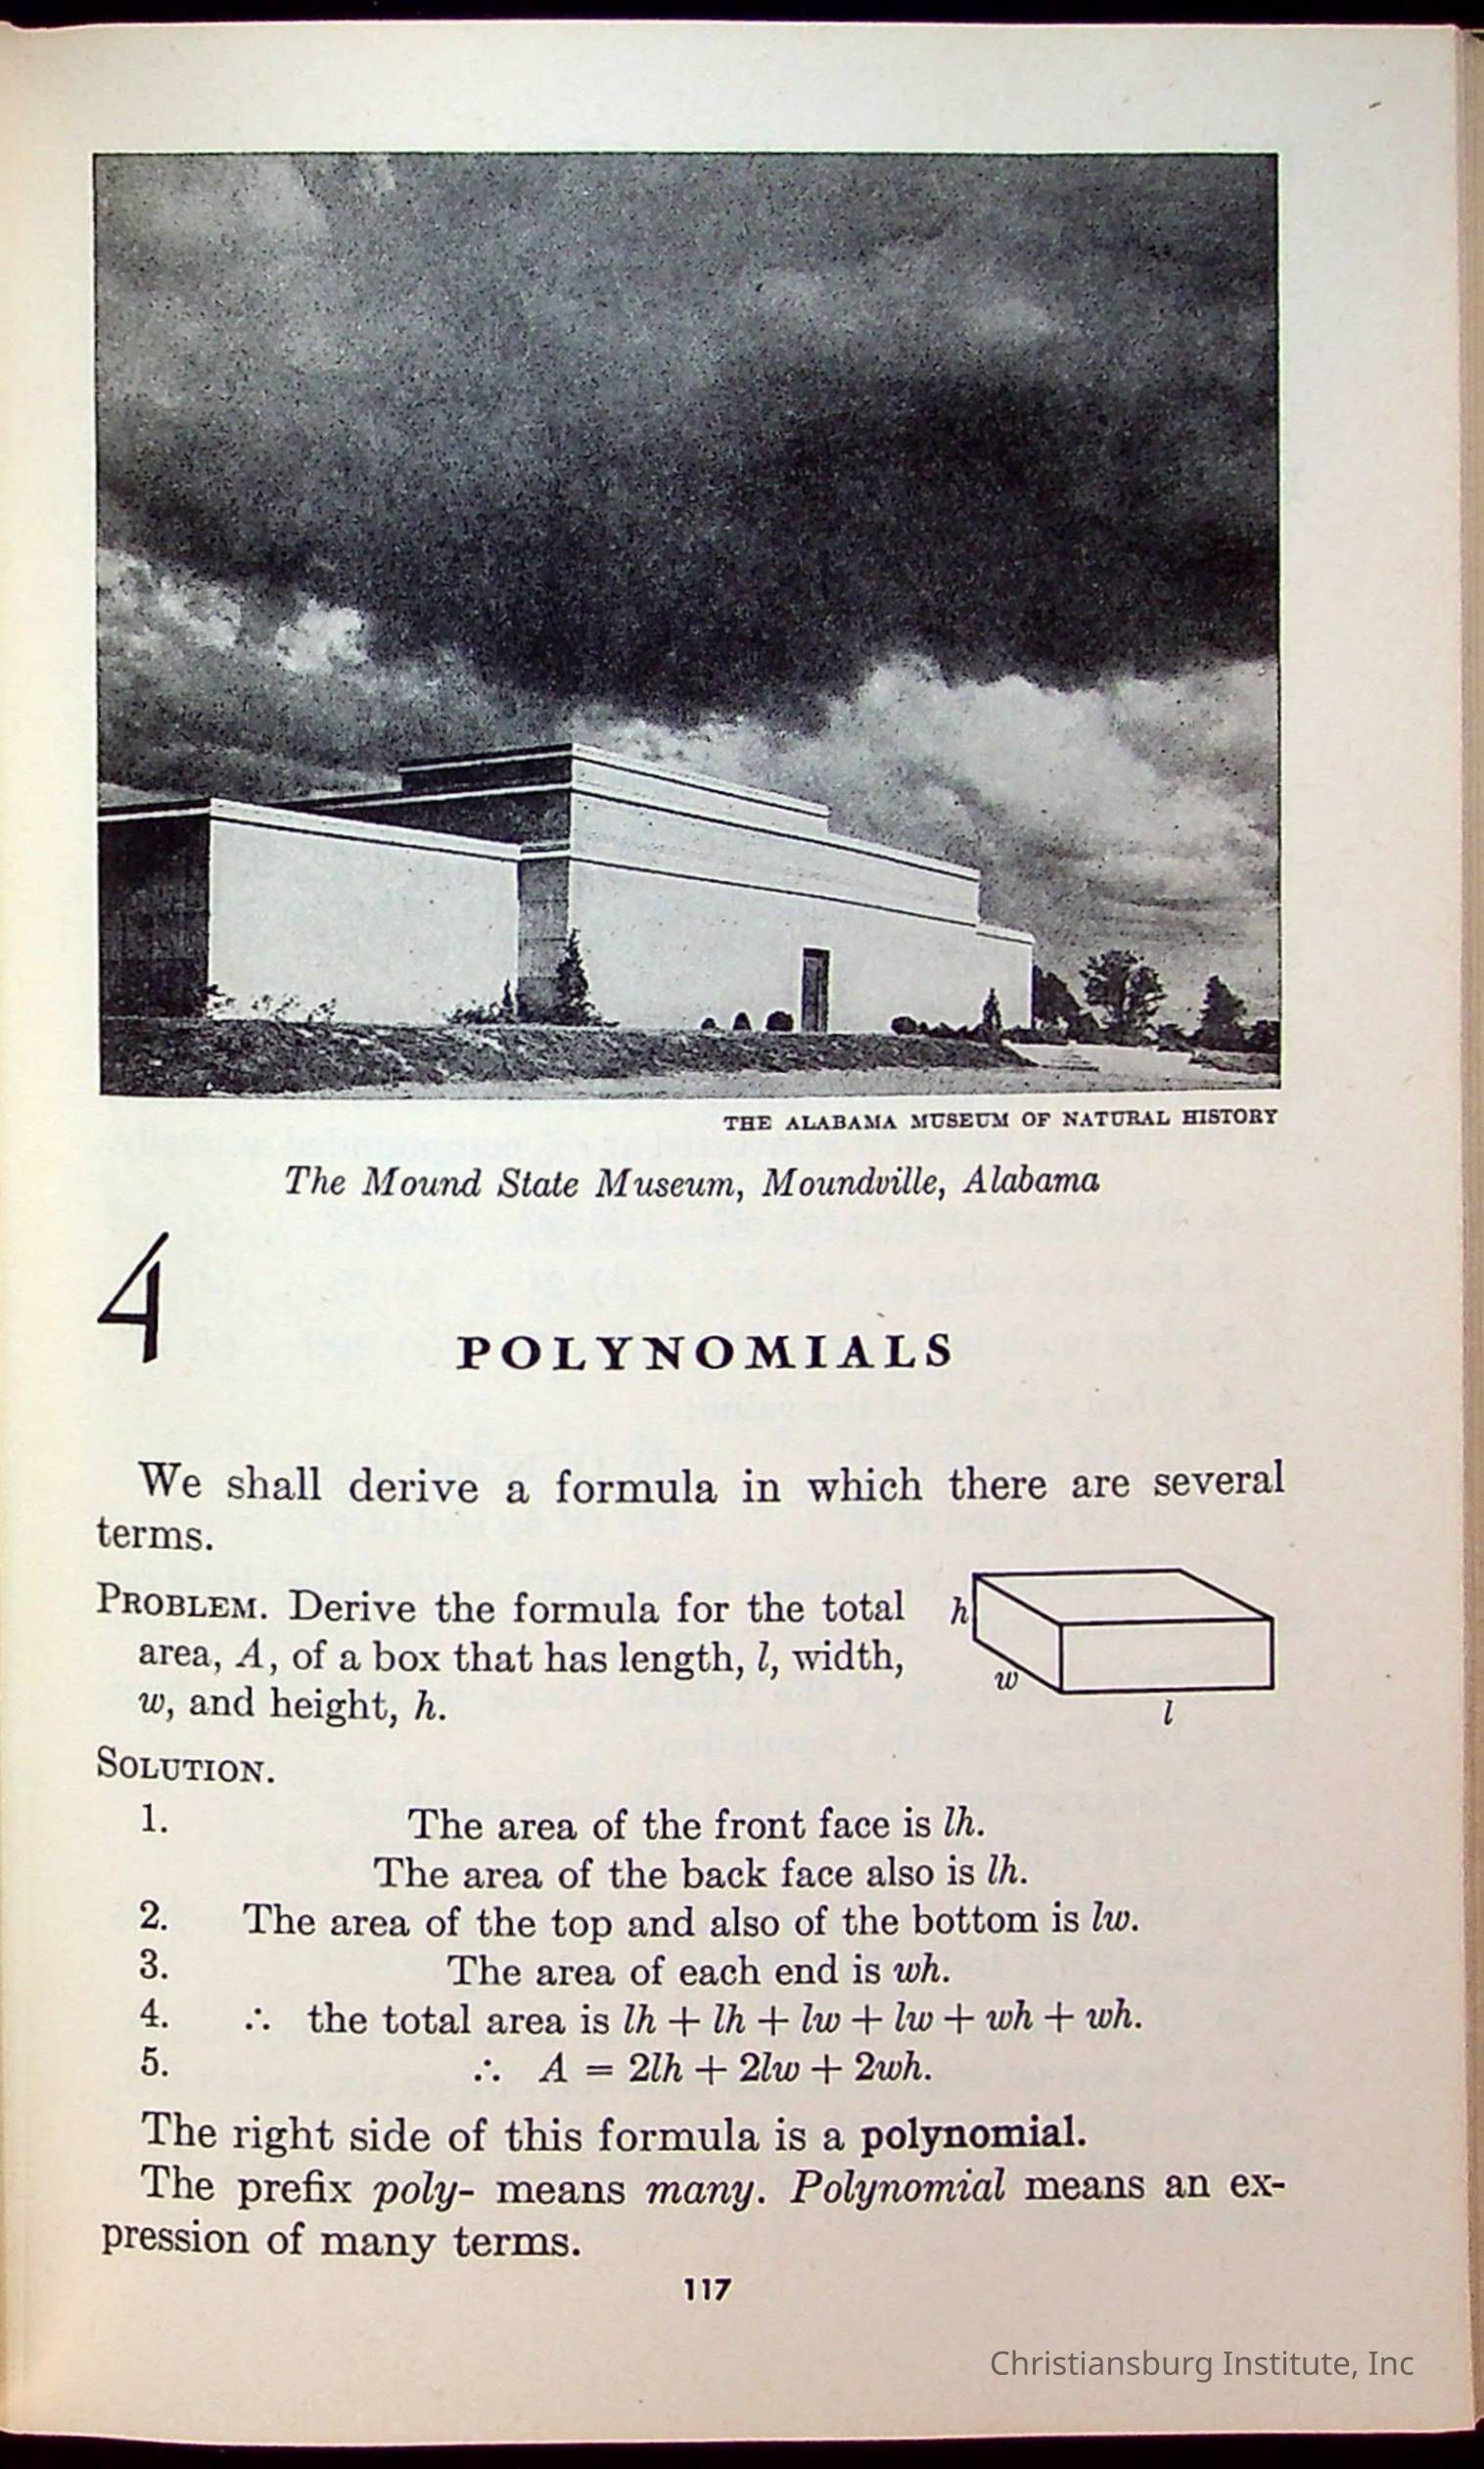 THE ALABAMA MUSEUM OF NATURAL HISTORY
The Mound State Museum, Moundville, Alabama
4
POLYNOMIALS
We shall derive a formula in which there are several
terms.
PROBLEM. Derive the formula for the total
area, A, of a box that has length, l, width,
w, and height, h.
h
w
l
SOLUTION.
1. The area of the front face is lh.
The area of the back face also is lh.
2. The area of the top and also of the bottom is lw.
3. The area of each end is wh.
4. ∴ the total area is lh + lh + lw + lw + wh + wh.
5. ∴ A = 2lh + 2lw + 2wh.
The right side of this formula is a polynomial.
The prefix poly- means many. Polynomial means an ex-
pression of many terms.
117
Christiansburg Institute, Inc